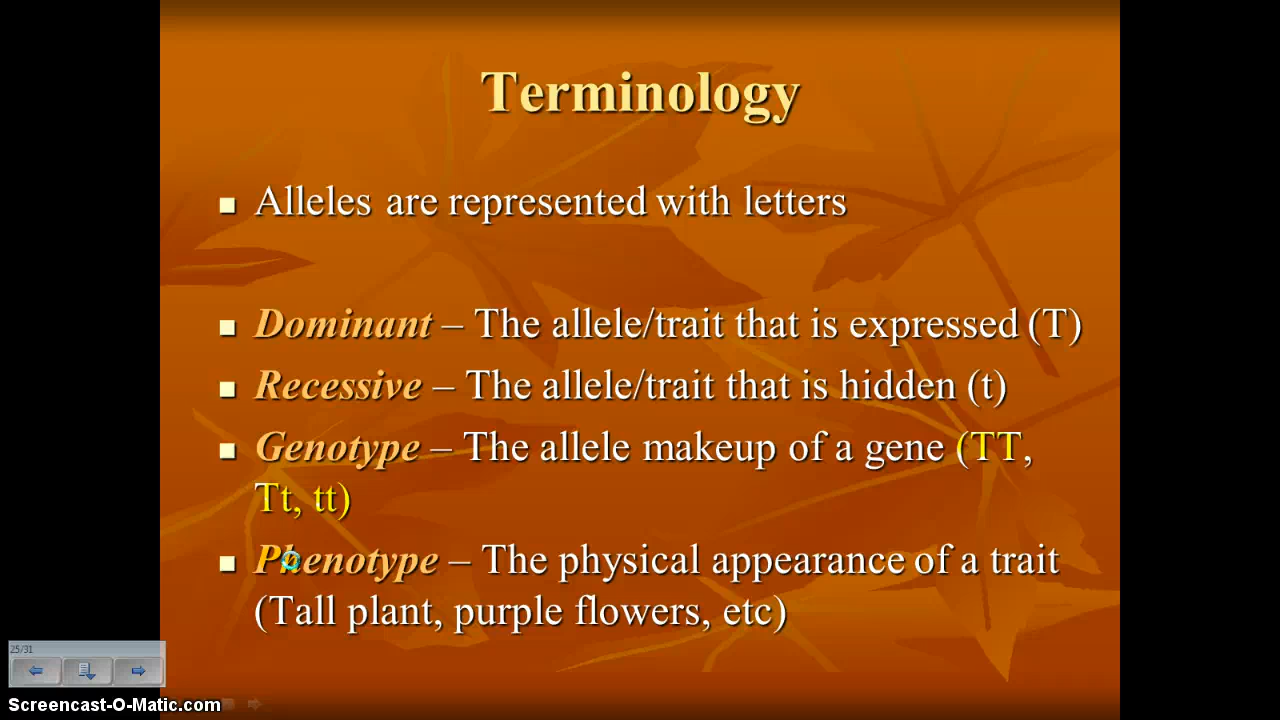 Terminology
Alleles are represented with letters
Dominant – The allele/trait that is expressed (T)
Recessive – The allele/trait that is hidden (t)
Genotype – The allele makeup of a gene (TT,
Tt, tt)
Phenotype – The physical appearance of a trait
(Tall plant, purple flowers, etc)
25/31
Screencast-O-Matic.com